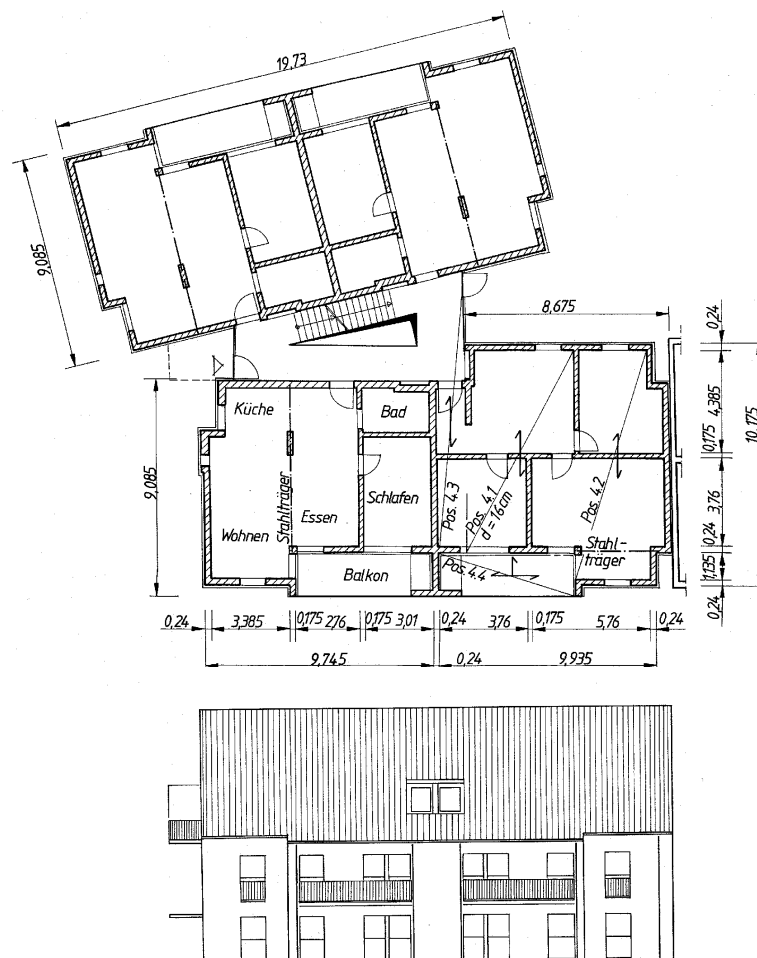 19,73
9,085
8,675
0,24
4,385
0,175
3,76
0,24
1,135
0,24
10,175
9,085
Küche
Bad
Stahlträger
Essen
Schlafen
Wohnen
Balkon
Pos. 4.3
Pos. 4.1
d = 16 cm
Pos. 4.2
Stahl-
träger
Pos. 4.4
0,24 3,385 0,175 2,76 0,175 3,01 0,24 3,76 0,175 5,76 0,24
9,745 0,24 9,935